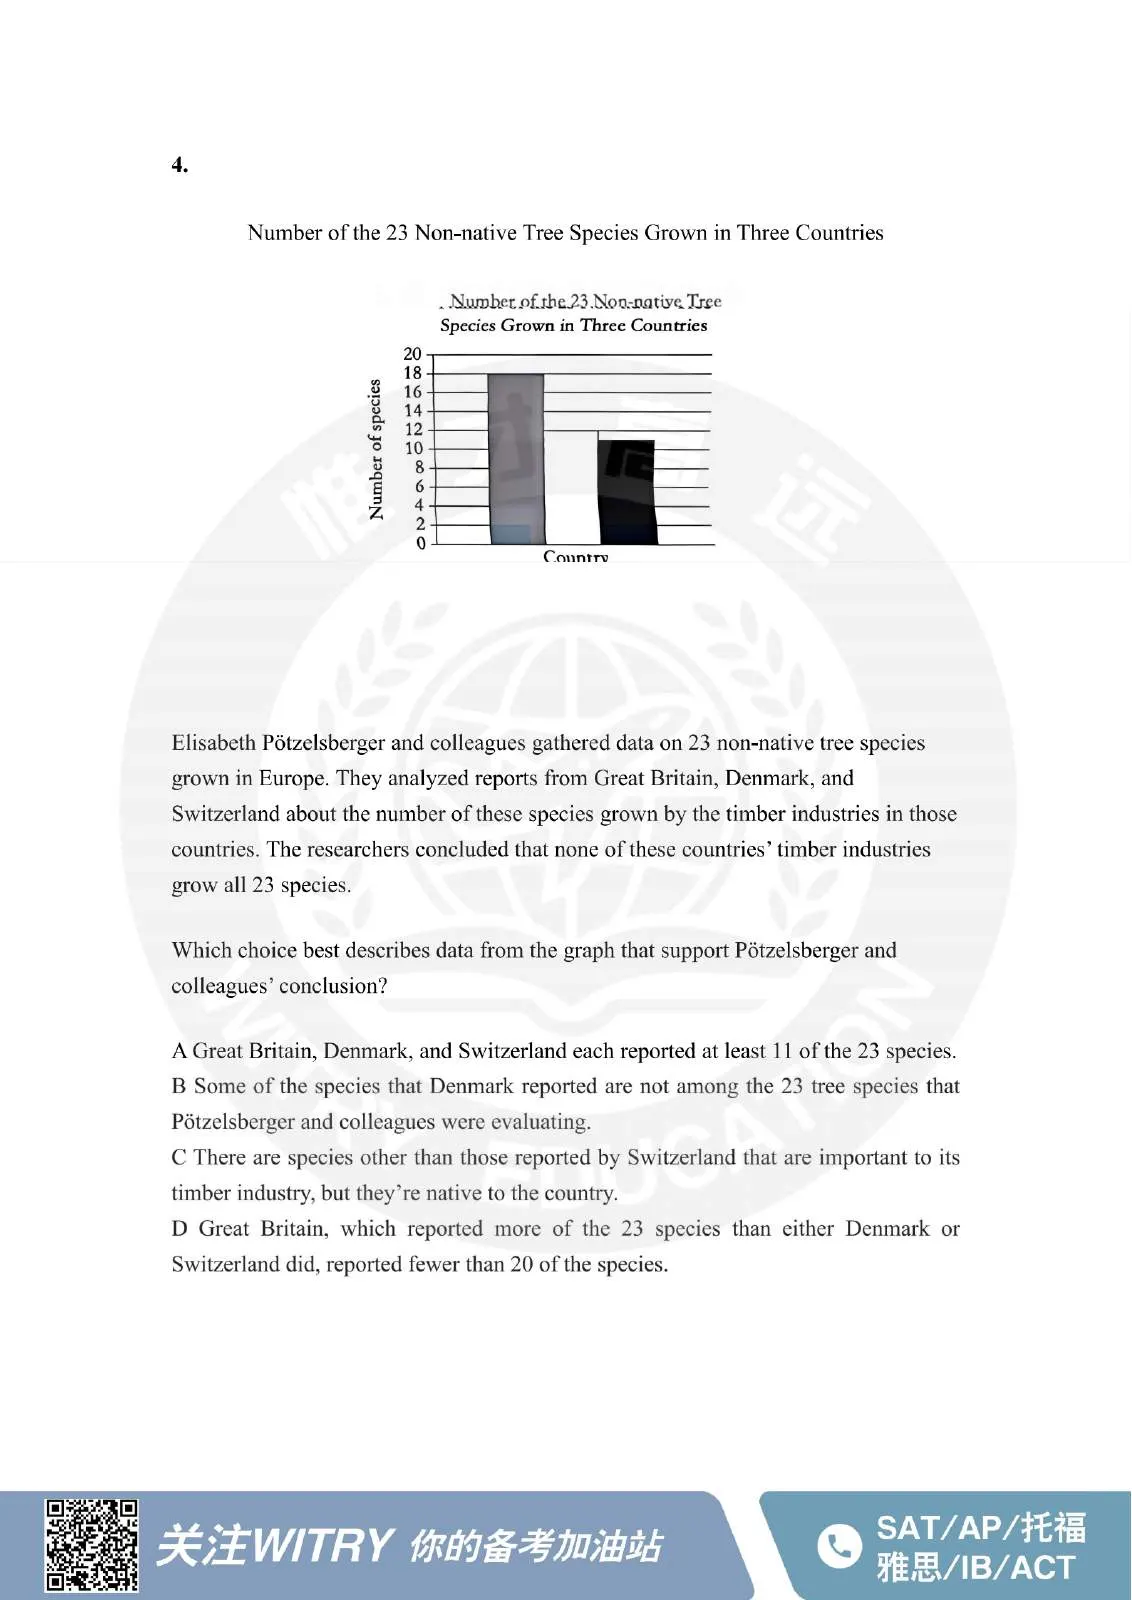 4.
Number of the 23 Non-native Tree Species Grown in Three Countries
Number of the 23 Non-native Tree
Species Grown in Three Countries
20
18
16
14
12
10
8
6
4
2
0
Number of species
Country
Elisabeth Pötzelsberger and colleagues gathered data on 23 non-native tree species
grown in Europe. They analyzed reports from Great Britain, Denmark, and
Switzerland about the number of these species grown by the timber industries in those
countries. The researchers concluded that none of these countries' timber industries
grow all 23 species.
Which choice best describes data from the graph that support Pötzelsberger and
colleagues' conclusion?
A Great Britain, Denmark, and Switzerland each reported at least 11 of the 23 species.
B Some of the species that Denmark reported are not among the 23 tree species that
Pötzelsberger and colleagues were evaluating.
C There are species other than those reported by Switzerland that are important to its
timber industry, but they're native to the country.
D Great Britain, which reported more of the 23 species than either Denmark or
Switzerland did, reported fewer than 20 of the species.
EDUCATION
关注WITRY 你的备考加油站
SAT/AP/托福
雅思/IB/ACT